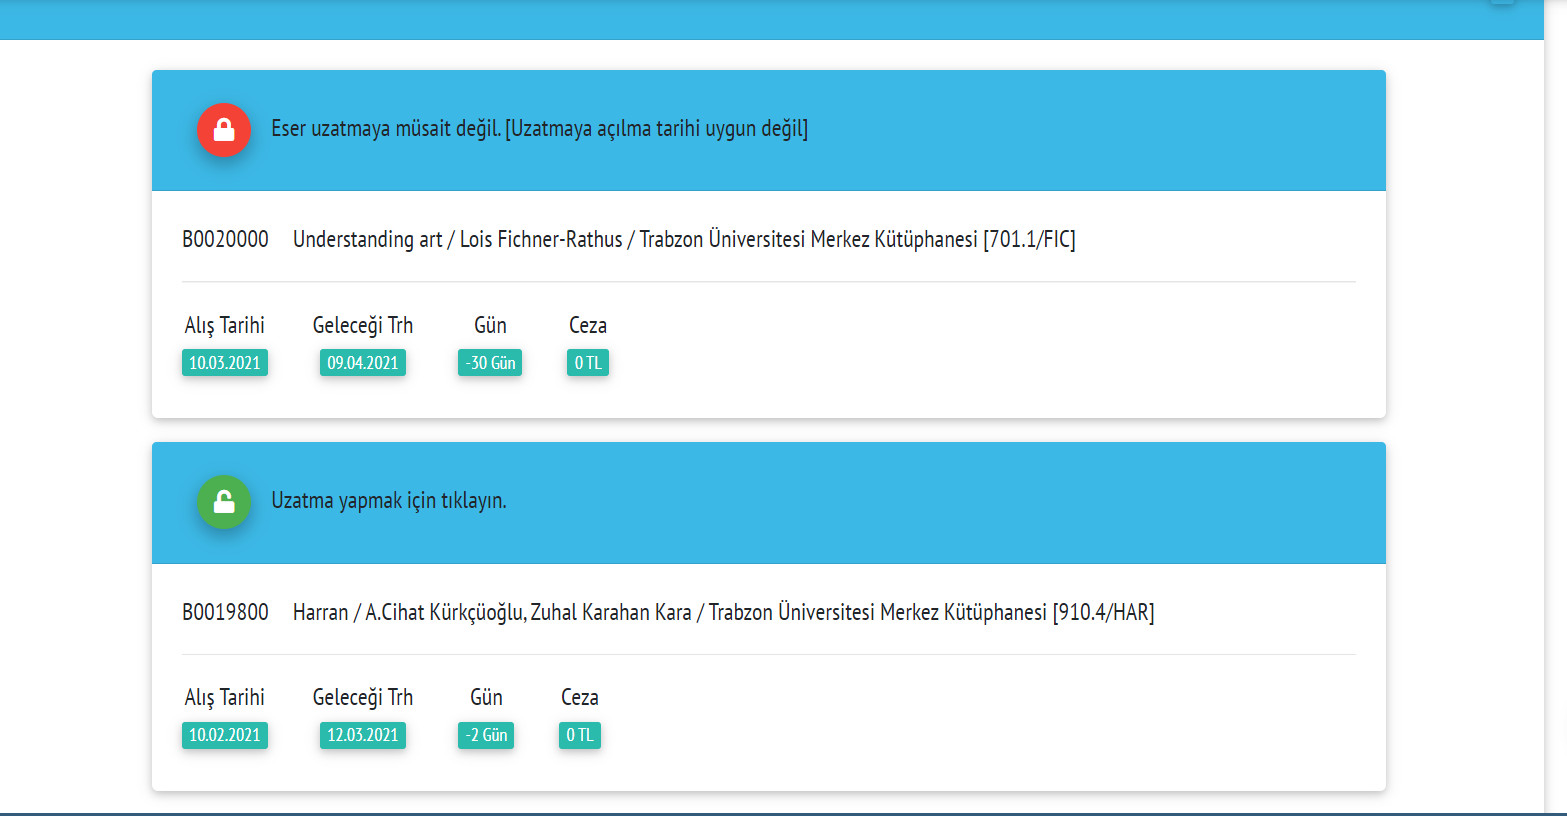 Eser uzatmaya müsait değil. [Uzatmaya açılma tarihi uygun değil]
B0020000 Understanding art / Lois Fichner-Rathus / Trabzon Üniversitesi Merkez Kütüphanesi [701.1/FIC]
Alış Tarihi Geleceği Trh Gün Ceza
10.03.2021 09.04.2021 -30 Gün 0 TL
Uzatma yapmak için tıklayın.
B0019800 Harran / A.Cihat Kürkçüoğlu, Zuhal Karahan Kara / Trabzon Üniversitesi Merkez Kütüphanesi [910.4/HAR]
Alış Tarihi Geleceği Trh Gün Ceza
10.02.2021 12.03.2021 -2 Gün 0 TL